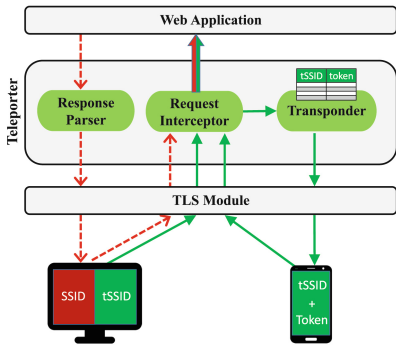 Web Application
Teleporter
Response
Parser
Request
Interceptor
tSSID token
Transponder
TLS Module
SSID tSSID
tSSID
+
Token